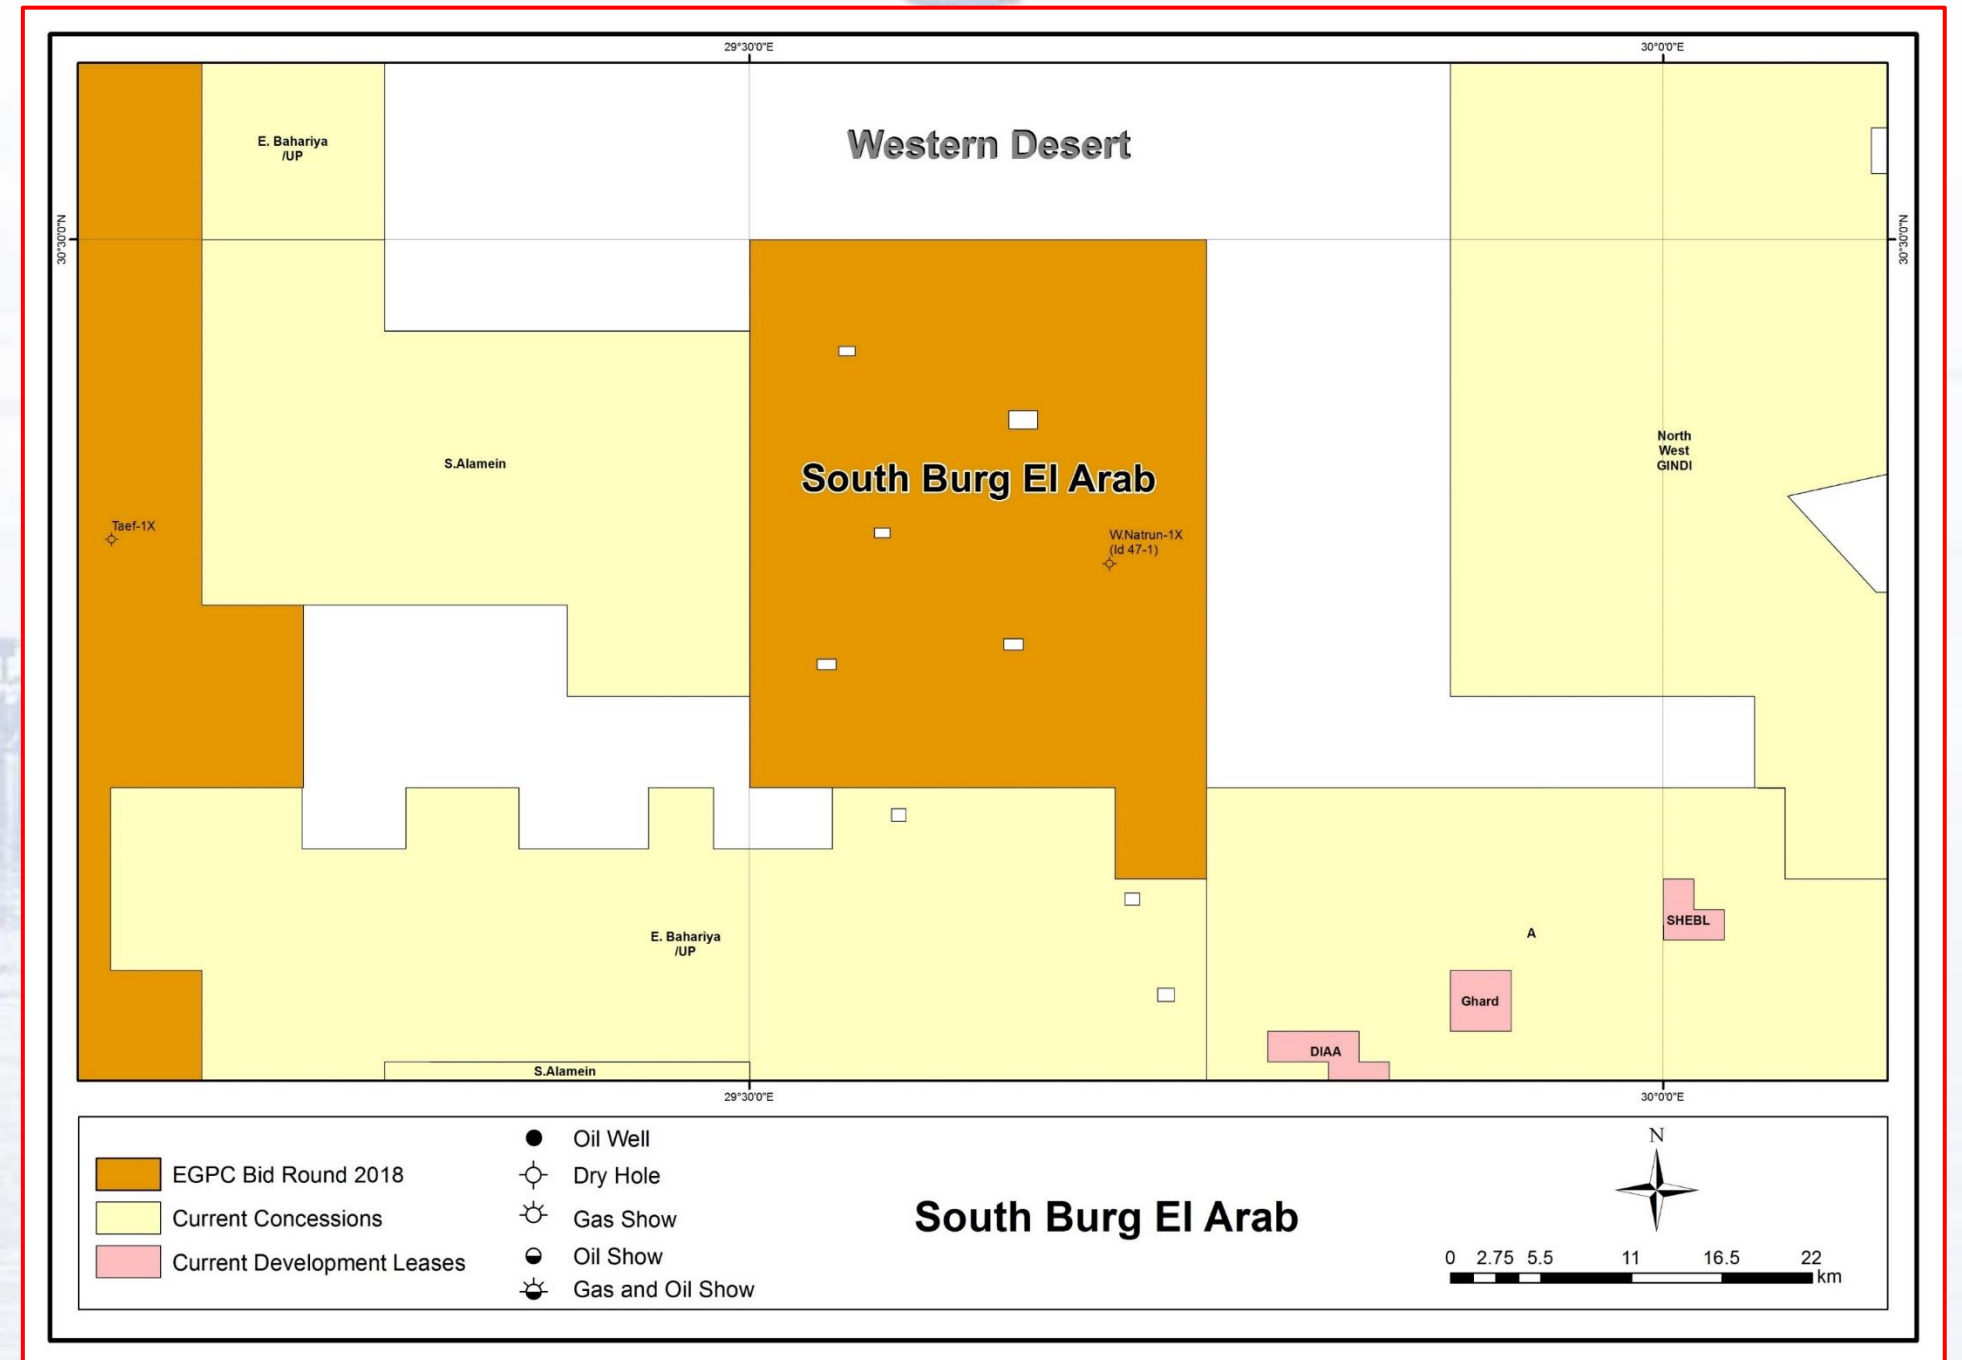 29°30'0"E
30°0'0"E
E. Bahariya
/UP
Western Desert
30°30'0"N
30°30'0"N
North
West
GINDI
S.Alamein
South Burg El Arab
Taef-1X
W.Natrun-1X
(Id 47-1)
SHEBL
A
E. Bahariya
/UP
Ghard
DIAA
S.Alamein
29°30'0"E
30°0'0"E
EGPC Bid Round 2018
Current Concessions
Current Development Leases
Oil Well
Dry Hole
Gas Show
Oil Show
Gas and Oil Show
South Burg El Arab
N
0 2.75 5.5 11 16.5 22
km